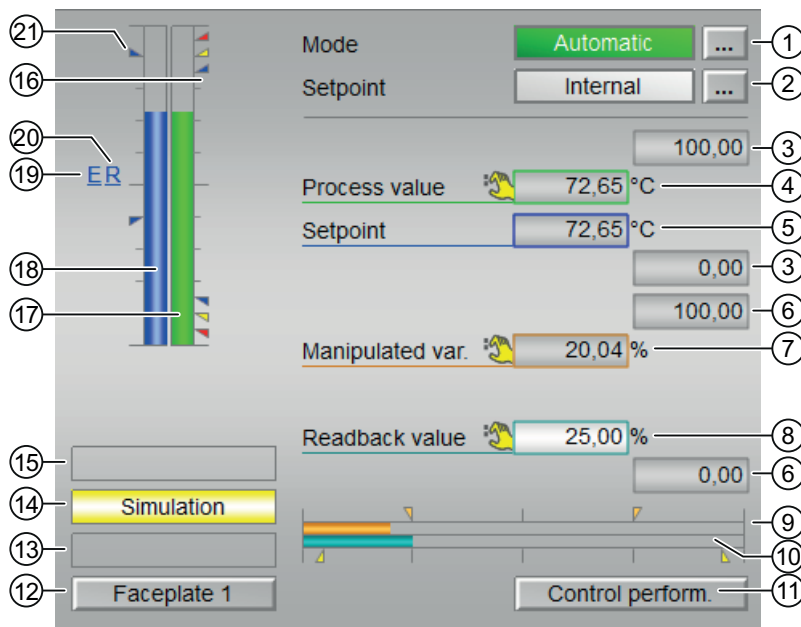 21
Mode Automatic ... 1
16
Setpoint Internal ... 2
20
100,00 3
19 E R
Process value 72,65 °C 4
Setpoint 72,65 °C 5
18
0,00 3
17
100,00 6
Manipulated var. 20,04 % 7
Readback value 25,00 % 8
15
0,00 6
14 Simulation
9
13
10
12 Faceplate 1 Control perform. 11